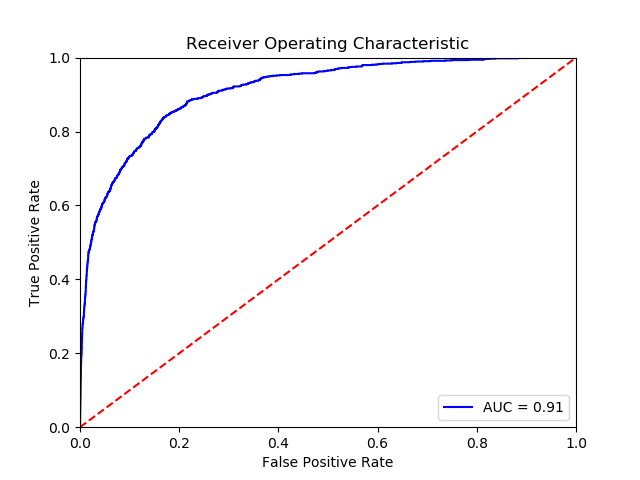 Receiver Operating Characteristic
True Positive Rate
1.0
0.8
0.6
0.4
0.2
0.0
AUC = 0.91
0.0 0.2 0.4 0.6 0.8 1.0
False Positive Rate